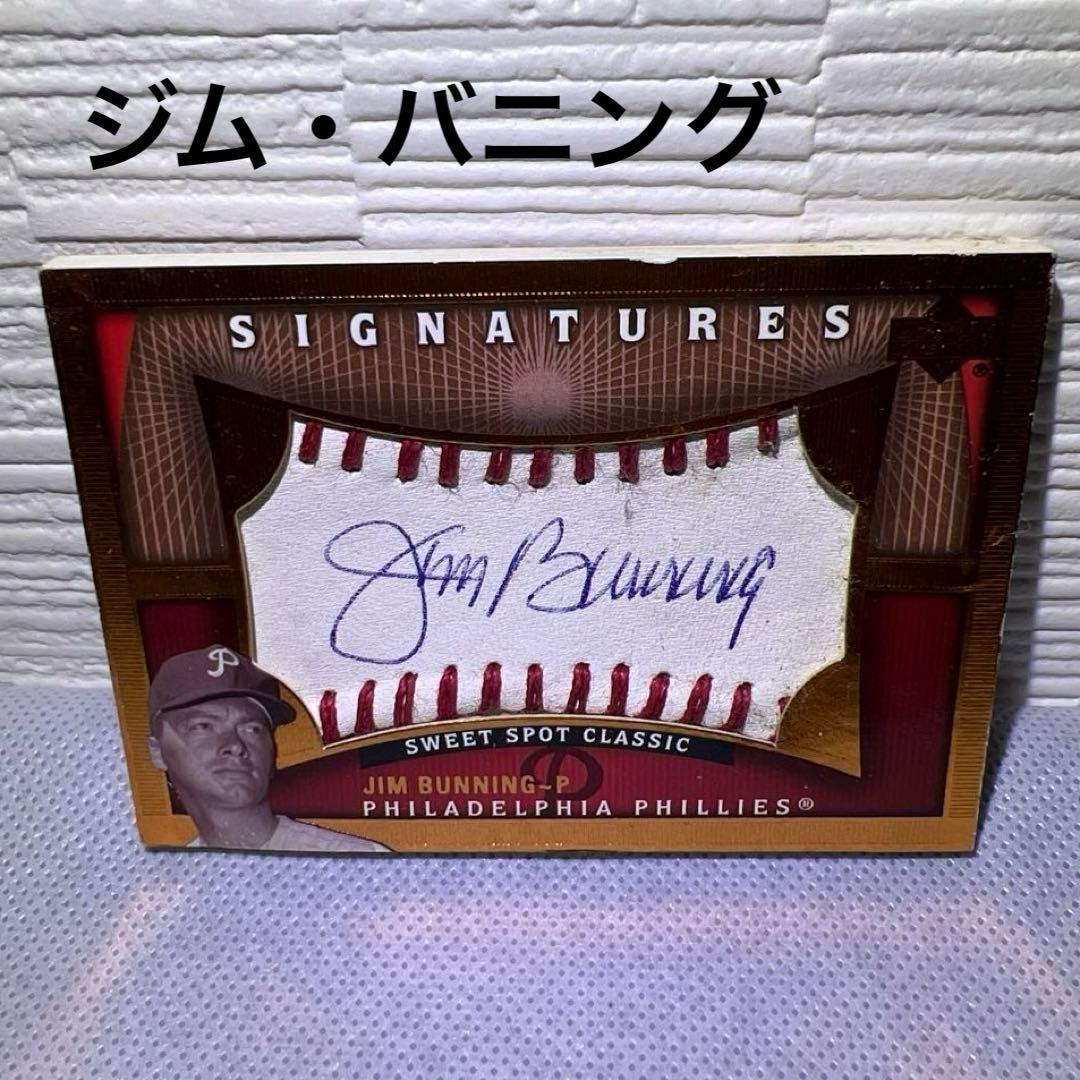 ジム・バニング
SIGNATURES
Jim Bunning
P
SWEET SPOT CLASSIC
JIM BUNNING-P
PHILADELPHIA PHILLIES®